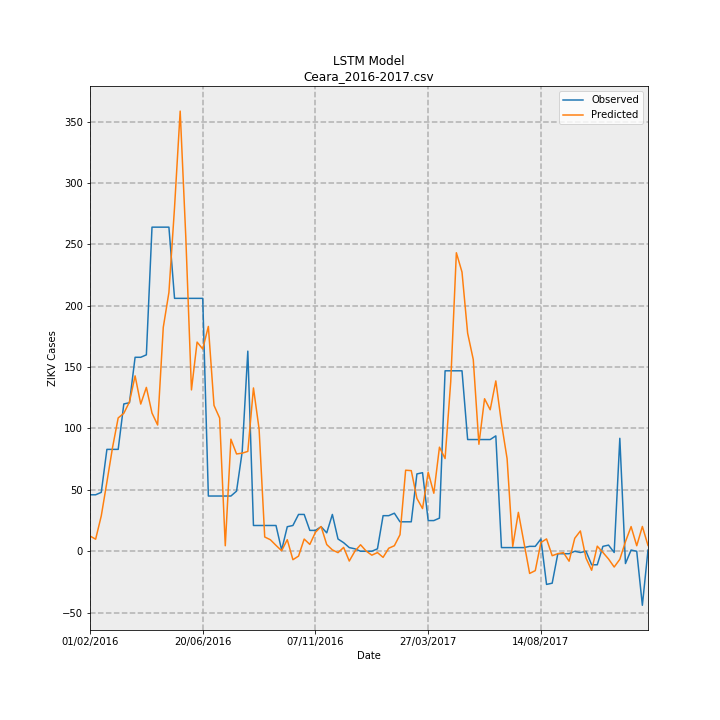 LSTM Model
Ceara_2016-2017.csv
Observed
Predicted
350
300
250
200
150
100
50
0
−50
ZIKV Cases
01/02/2016
20/06/2016
07/11/2016
27/03/2017
14/08/2017
Date